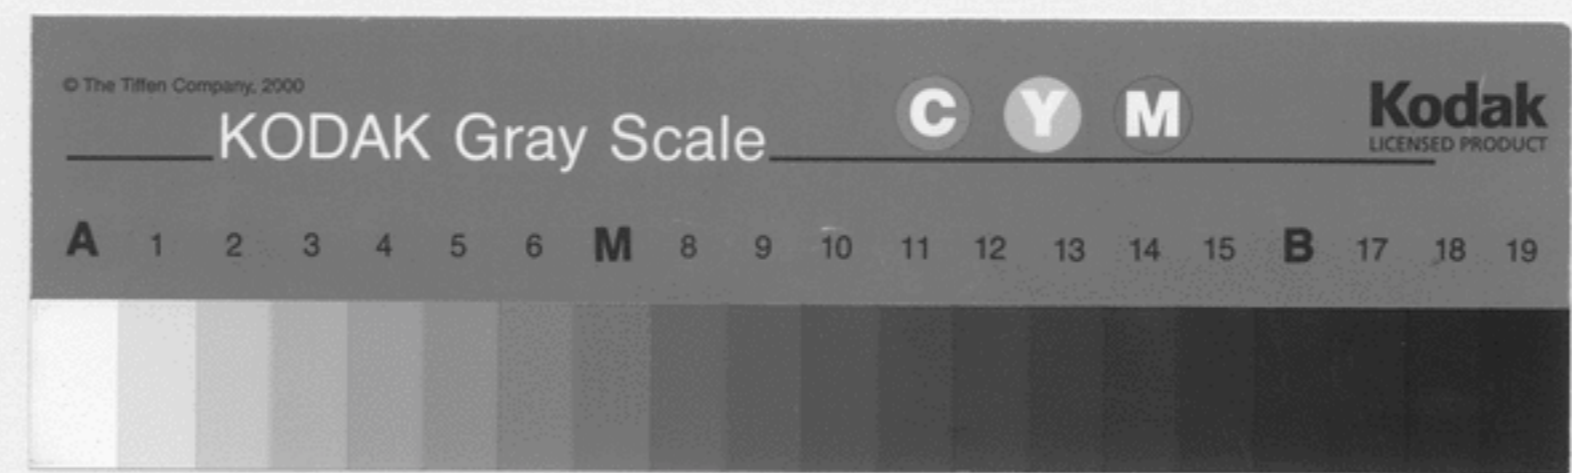 © The Tiffen Company, 2000
KODAK Gray Scale
C Y M
Kodak
LICENSED PRODUCT
A 1 2 3 4 5 6 M 8 9 10 11 12 13 14 15 B 17 18 19